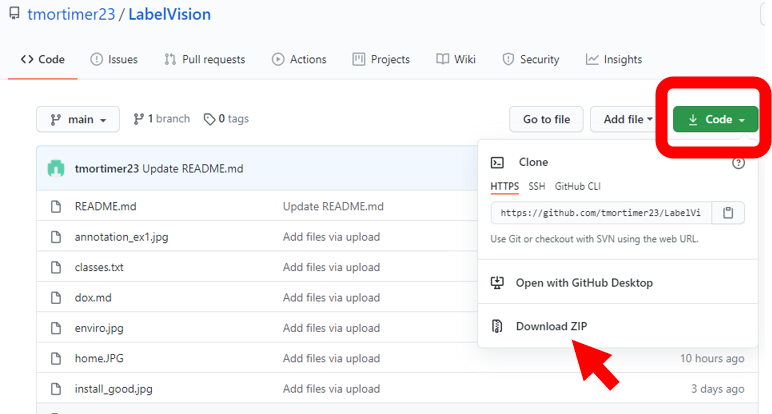 tmortimer23 / LabelVision
Code Issues Pull requests Actions Projects Wiki Security Insights
main 1 branch 0 tags Go to file Add file Code
tmortimer23 Update README.md
Clone
HTTPS SSH GitHub CLI
https://github.com/tmortimer23/LabelVi
Use Git or checkout with SVN using the web URL.
Open with GitHub Desktop
Download ZIP
README.md Update README.md
annotation_ex1.jpg Add files via upload
classes.txt Add files via upload
dox.md Add files via upload
enviro.jpg Add files via upload
home.JPG Add files via upload 10 hours ago
install_good.jpg Add files via upload 3 days ago